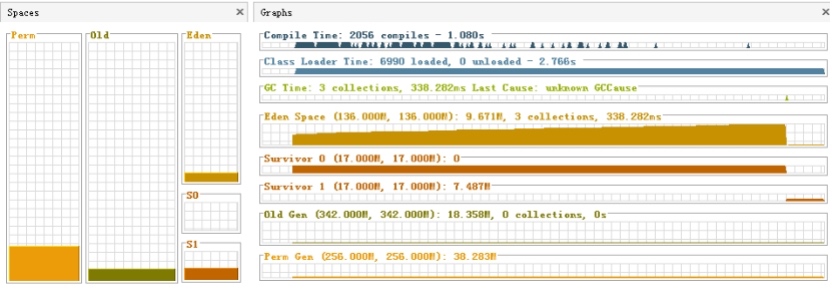 Spaces
Graphs
Perm
Old
Eden
S0
S1
Compile Time: 2056 compiles - 1.080s
Class Loader Time: 6990 loaded, 0 unloaded - 2.766s
GC Time: 3 collections, 338.282ms Last Cause: unknown GCCause
Eden Space (136.000M, 136.000M): 9.671M, 3 collections, 338.282ms
Survivor 0 (17.000M, 17.000M): 0
Survivor 1 (17.000M, 17.000M): 7.487M
Old Gen (342.000M, 342.000M): 18.358M, 0 collections, 0s
Perm Gen (256.000M, 256.000M): 38.283M